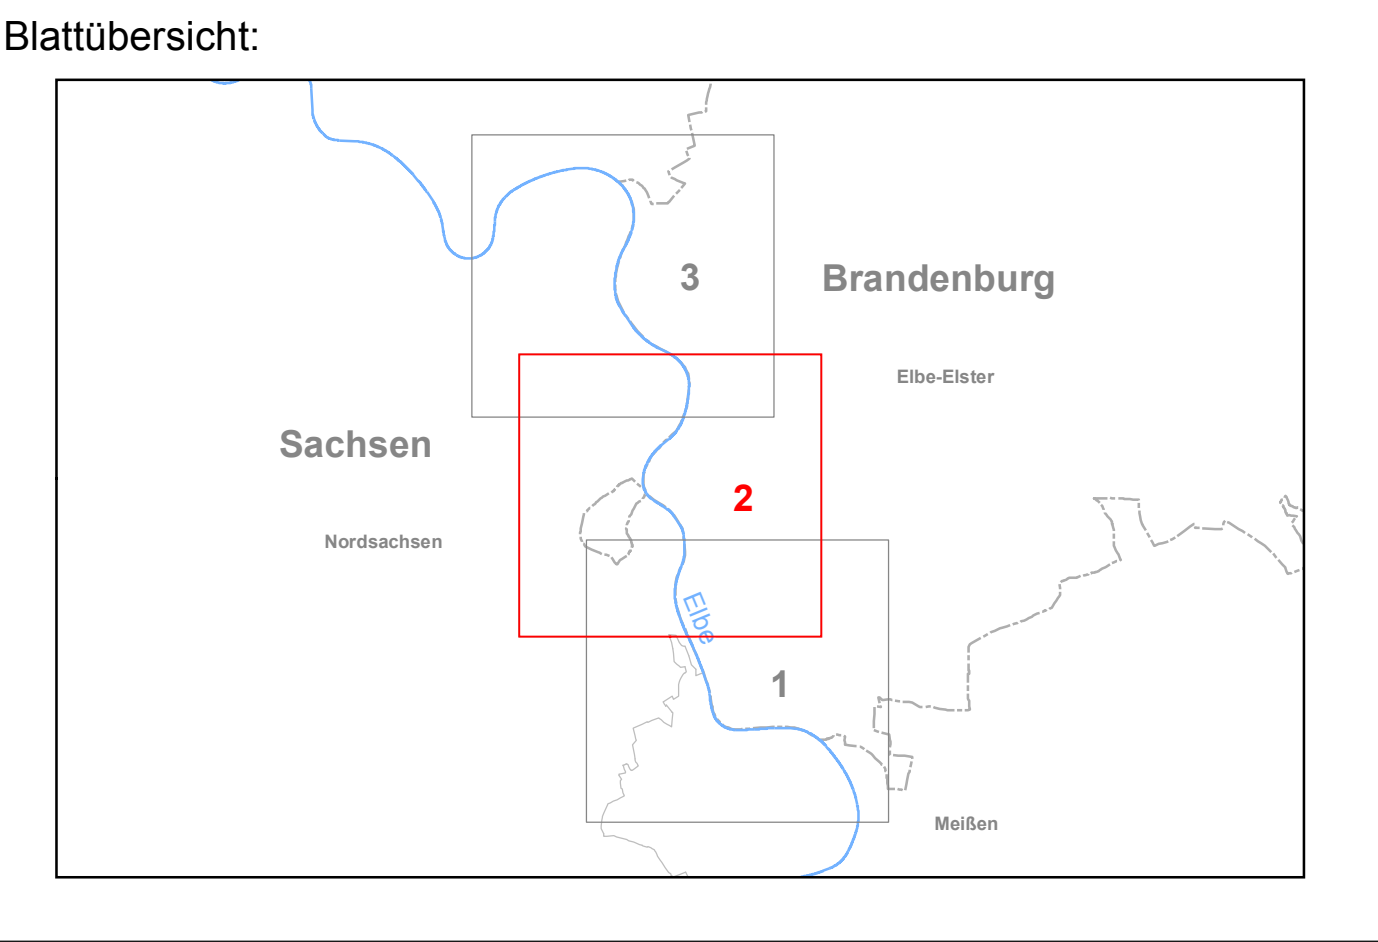 Blattübersicht:
3
Brandenburg
Elbe-Elster
Sachsen
2
Nordsachsen
Elbe
1
Meißen